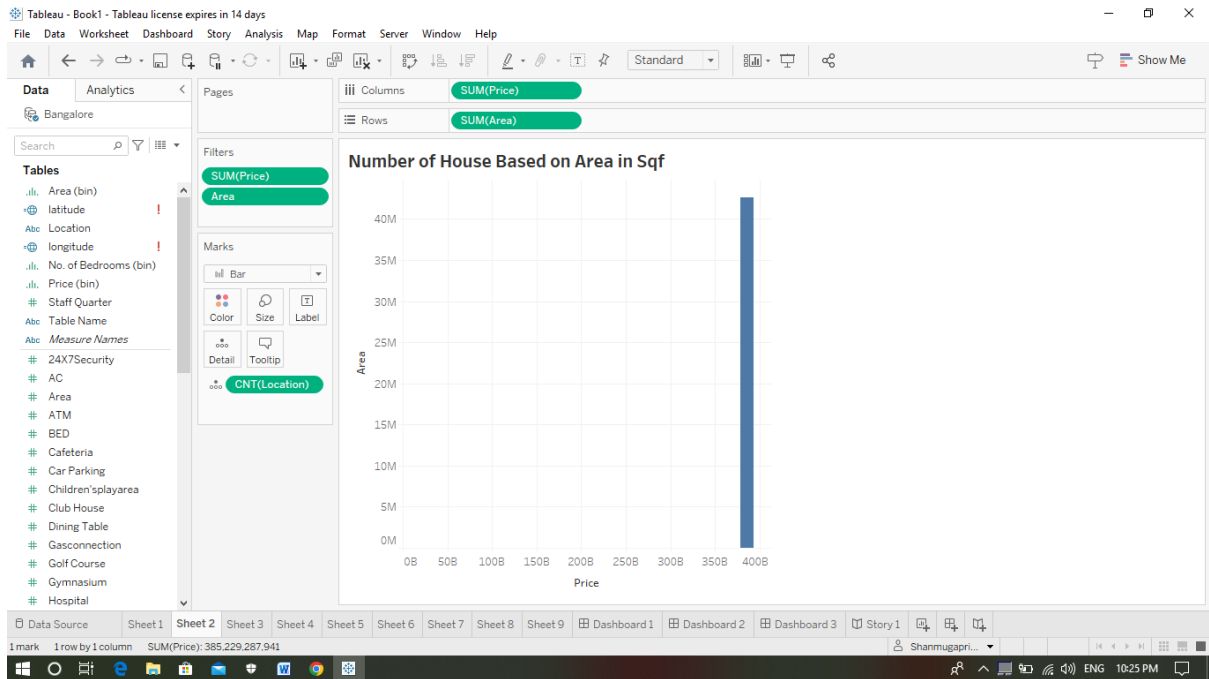 Tableau - Book1 - Tableau license expires in 14 days
File Data Worksheet Dashboard Story Analysis Map Format Server Window Help
Standard Show Me
Data Analytics
Bangalore
Search
Tables
Area (bin)
latitude
Abc Location
longitude
No. of Bedrooms (bin)
Price (bin)
# Staff Quarter
Abc Table Name
Abc Measure Names
# 24X7Security
# AC
# Area
# ATM
# BED
# Cafeteria
# Car Parking
# Children'splayarea
# Club House
# Dining Table
# Gasconnection
# Golf Course
# Gymnasium
# Hospital
Pages
Filters
SUM(Price)
Area
Marks
Bar
Color Size Label
Detail Tooltip
CNT(Location)
Columns SUM(Price)
Rows SUM(Area)
Number of House Based on Area in Sqf
40M
35M
30M
25M
20M
15M
10M
5M
0M
Area
0B 50B 100B 150B 200B 250B 300B 350B 400B
Price
Data Source Sheet 1 Sheet 2 Sheet 3 Sheet 4 Sheet 5 Sheet 6 Sheet 7 Sheet 8 Sheet 9 Dashboard 1 Dashboard 2 Dashboard 3 Story 1
1 mark 1 row by 1 column SUM(Price): 385,229,287,941 Shanmugapri...
ENG 10:25 PM